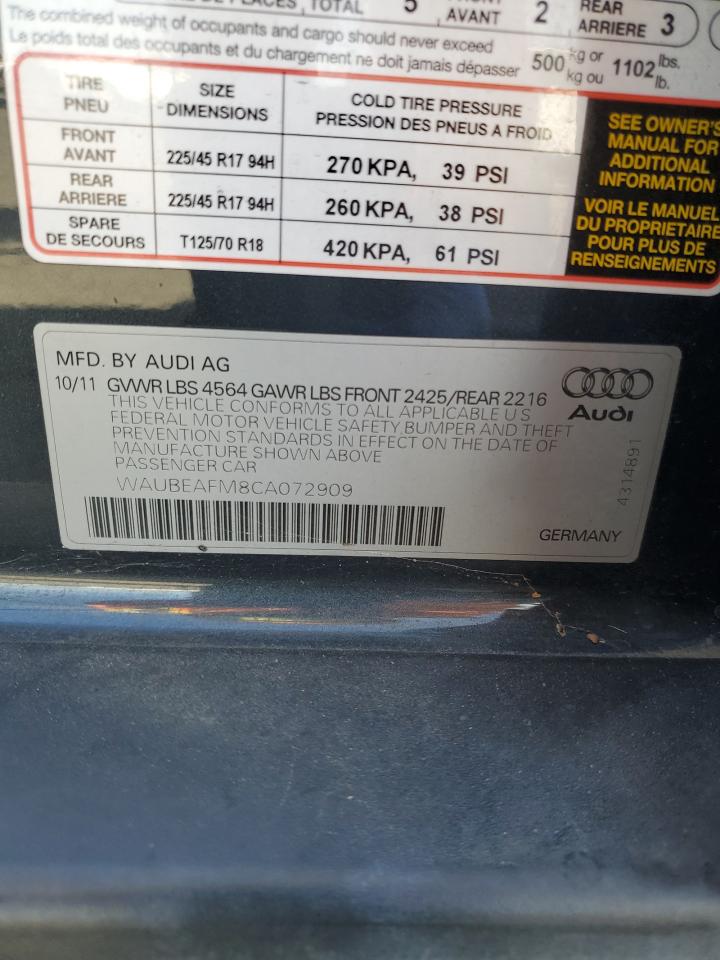 PLACES, TOTAL 5 AVANT 2 REAR
ARRIERE 3
The combined weight of occupants and cargo should never exceed
Le poids total des occupants et du chargement ne doit jamais dépasser
500 kg or 1102 lbs.
kg ou lb.
TIRE SIZE COLD TIRE PRESSURE
PNEU DIMENSIONS PRESSION DES PNEUS A FROID
FRONT
AVANT 225/45 R17 94H 270 KPA, 39 PSI
REAR
ARRIERE 225/45 R17 94H 260 KPA, 38 PSI
SPARE
DE SECOURS T125/70 R18 420 KPA, 61 PSI
SEE OWNER'S
MANUAL FOR
ADDITIONAL
INFORMATION
VOIR LE MANUEL
DU PROPRIETAIRE
POUR PLUS DE
RENSEIGNEMENTS
MFD. BY AUDI AG
10/11 GVWR LBS 4564 GAWR LBS FRONT 2425/REAR 2216
THIS VEHICLE CONFORMS TO ALL APPLICABLE U S
FEDERAL MOTOR VEHICLE SAFETY,BUMPER AND THEFT
PREVENTION STANDARDS IN EFFECT ON THE DATE OF
MANUFACTURE SHOWN ABOVE
PASSENGER CAR
WAUBEAFM8CA072909
Audi
4314891
GERMANY